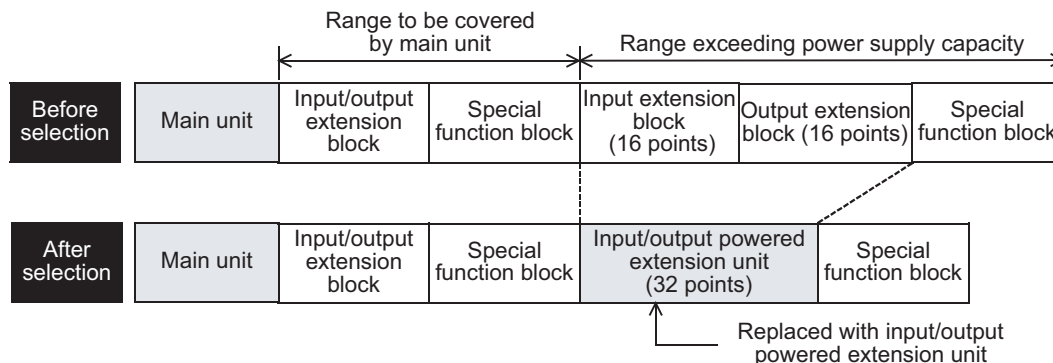 Range to be covered
by main unit
Range exceeding power supply capacity
Before
selection
Main unit
Input/output
extension
block
Special
function block
Input extension
block
(16 points)
Output extension
block (16 points)
Special
function block
After
selection
Main unit
Input/output
extension
block
Special
function block
Input/output powered
extension unit
(32 points)
Special
function block
Replaced with input/output
powered extension unit